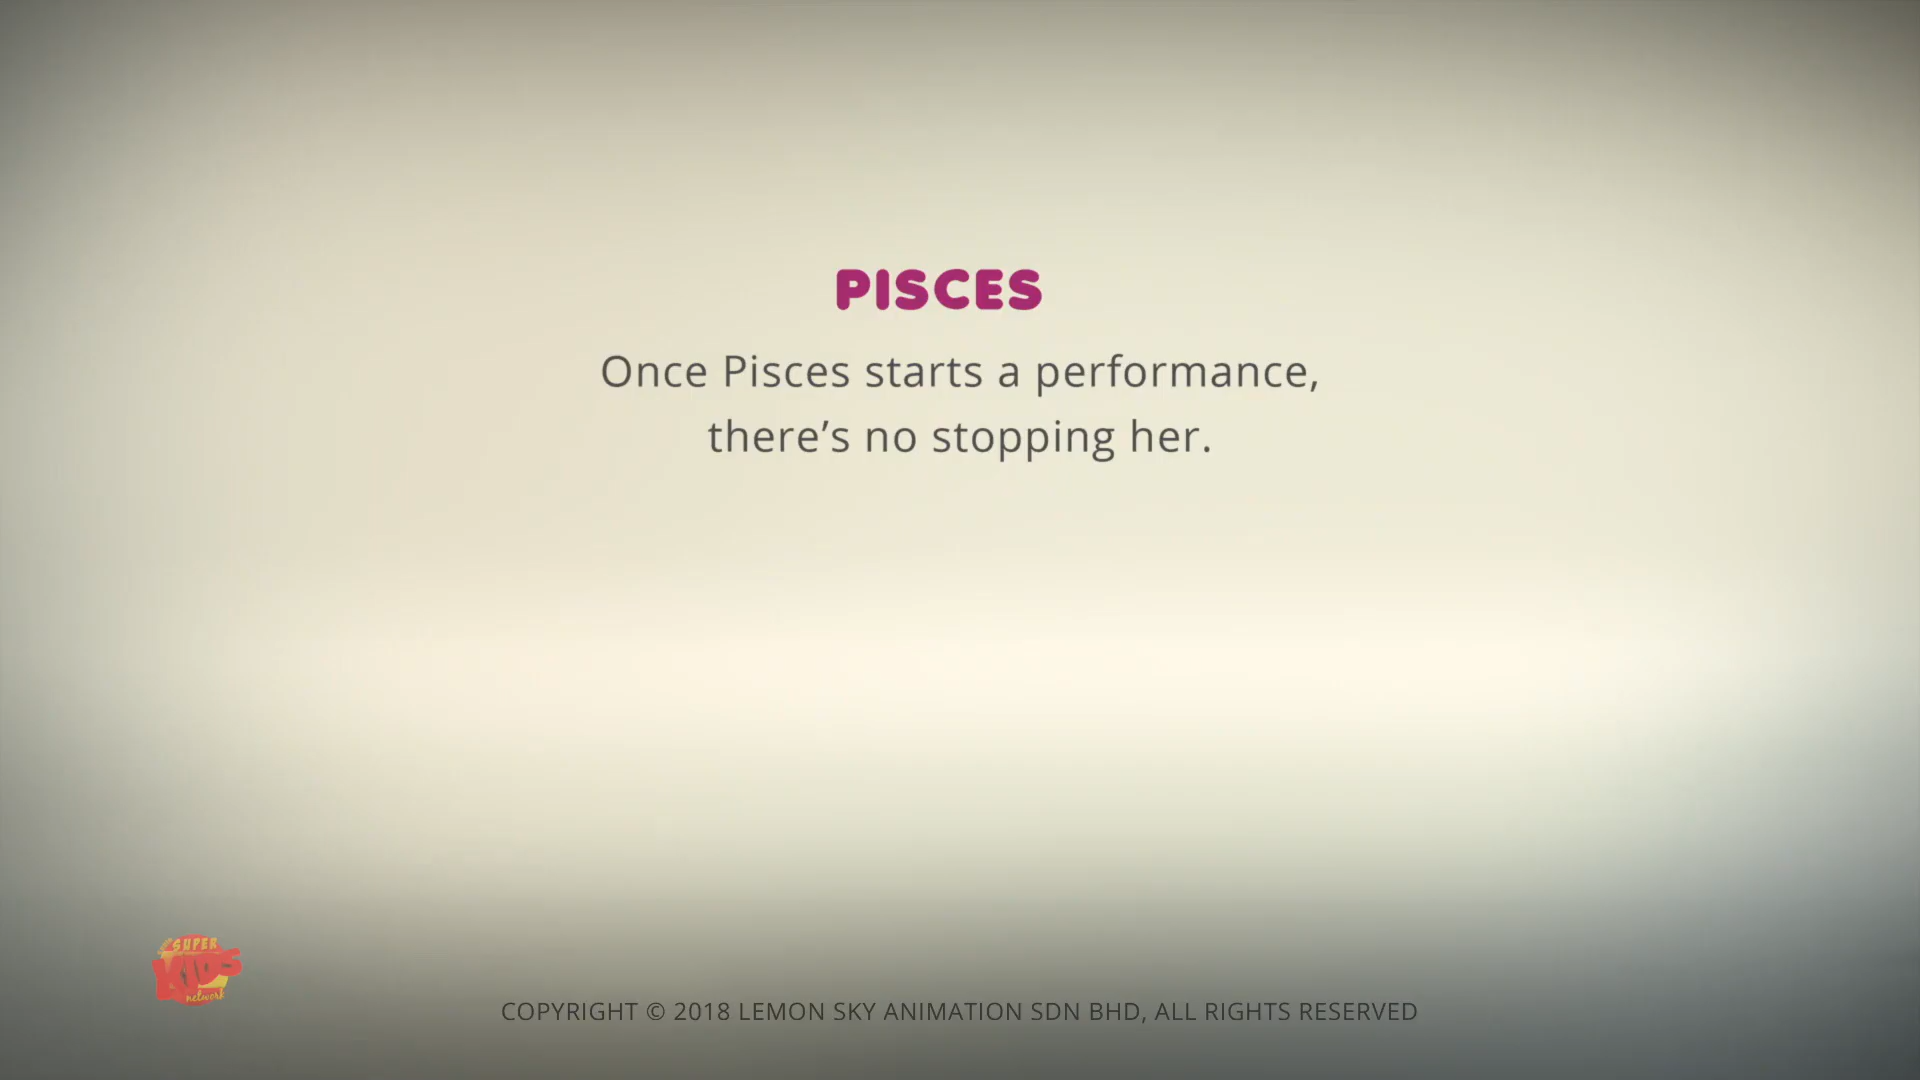 PISCES
Once Pisces starts a performance,
there’s no stopping her.
SUPER
KIDS
network
COPYRIGHT © 2018 LEMON SKY ANIMATION SDN BHD, ALL RIGHTS RESERVED